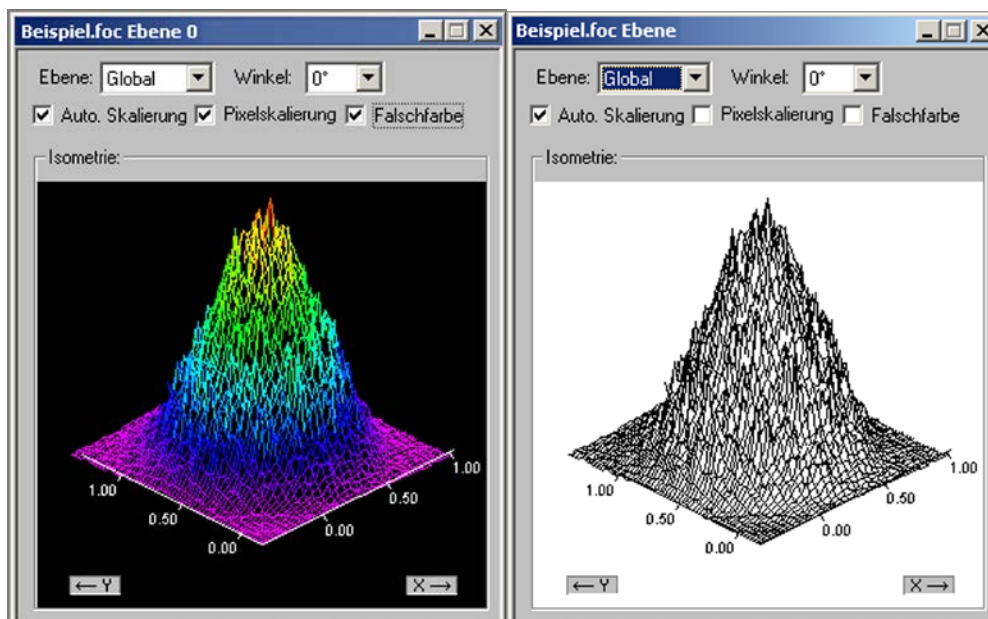 Beispiel.foc Ebene 0
Ebene: Global Winkel: 0°
Auto. Skalierung Pixelskalierung Falschfarbe
Isometrie:
1.00
1.00
0.50
0.50
0.00
0.00
← Y X →
Beispiel.foc Ebene
Ebene: Global Winkel: 0°
Auto. Skalierung Pixelskalierung Falschfarbe
Isometrie:
1.00
1.00
0.50
0.50
0.00
0.00
← Y X →